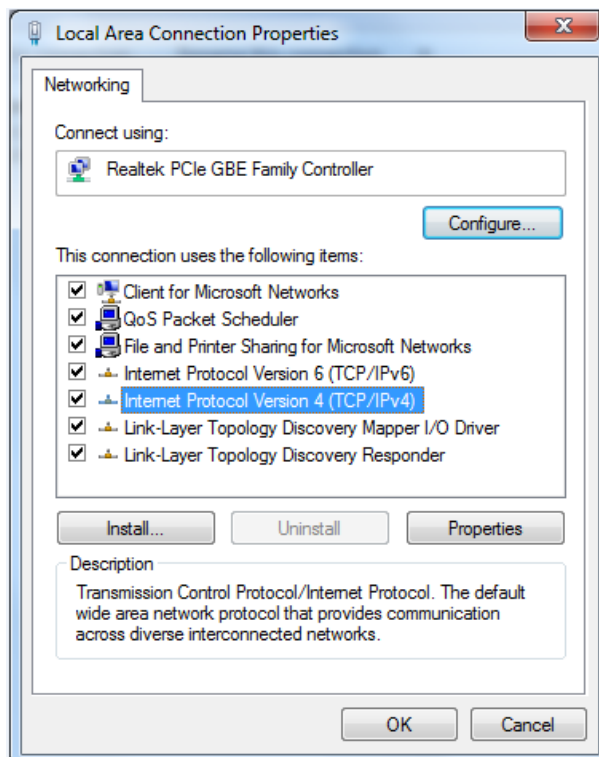 Local Area Connection Properties
Networking
Connect using:
Realtek PCIe GBE Family Controller
Configure...
This connection uses the following items:
Client for Microsoft Networks
QoS Packet Scheduler
File and Printer Sharing for Microsoft Networks
Internet Protocol Version 6 (TCP/IPv6)
Internet Protocol Version 4 (TCP/IPv4)
Link-Layer Topology Discovery Mapper I/O Driver
Link-Layer Topology Discovery Responder
Install... Uninstall Properties
Description
Transmission Control Protocol/Internet Protocol. The default
wide area network protocol that provides communication
across diverse interconnected networks.
OK Cancel